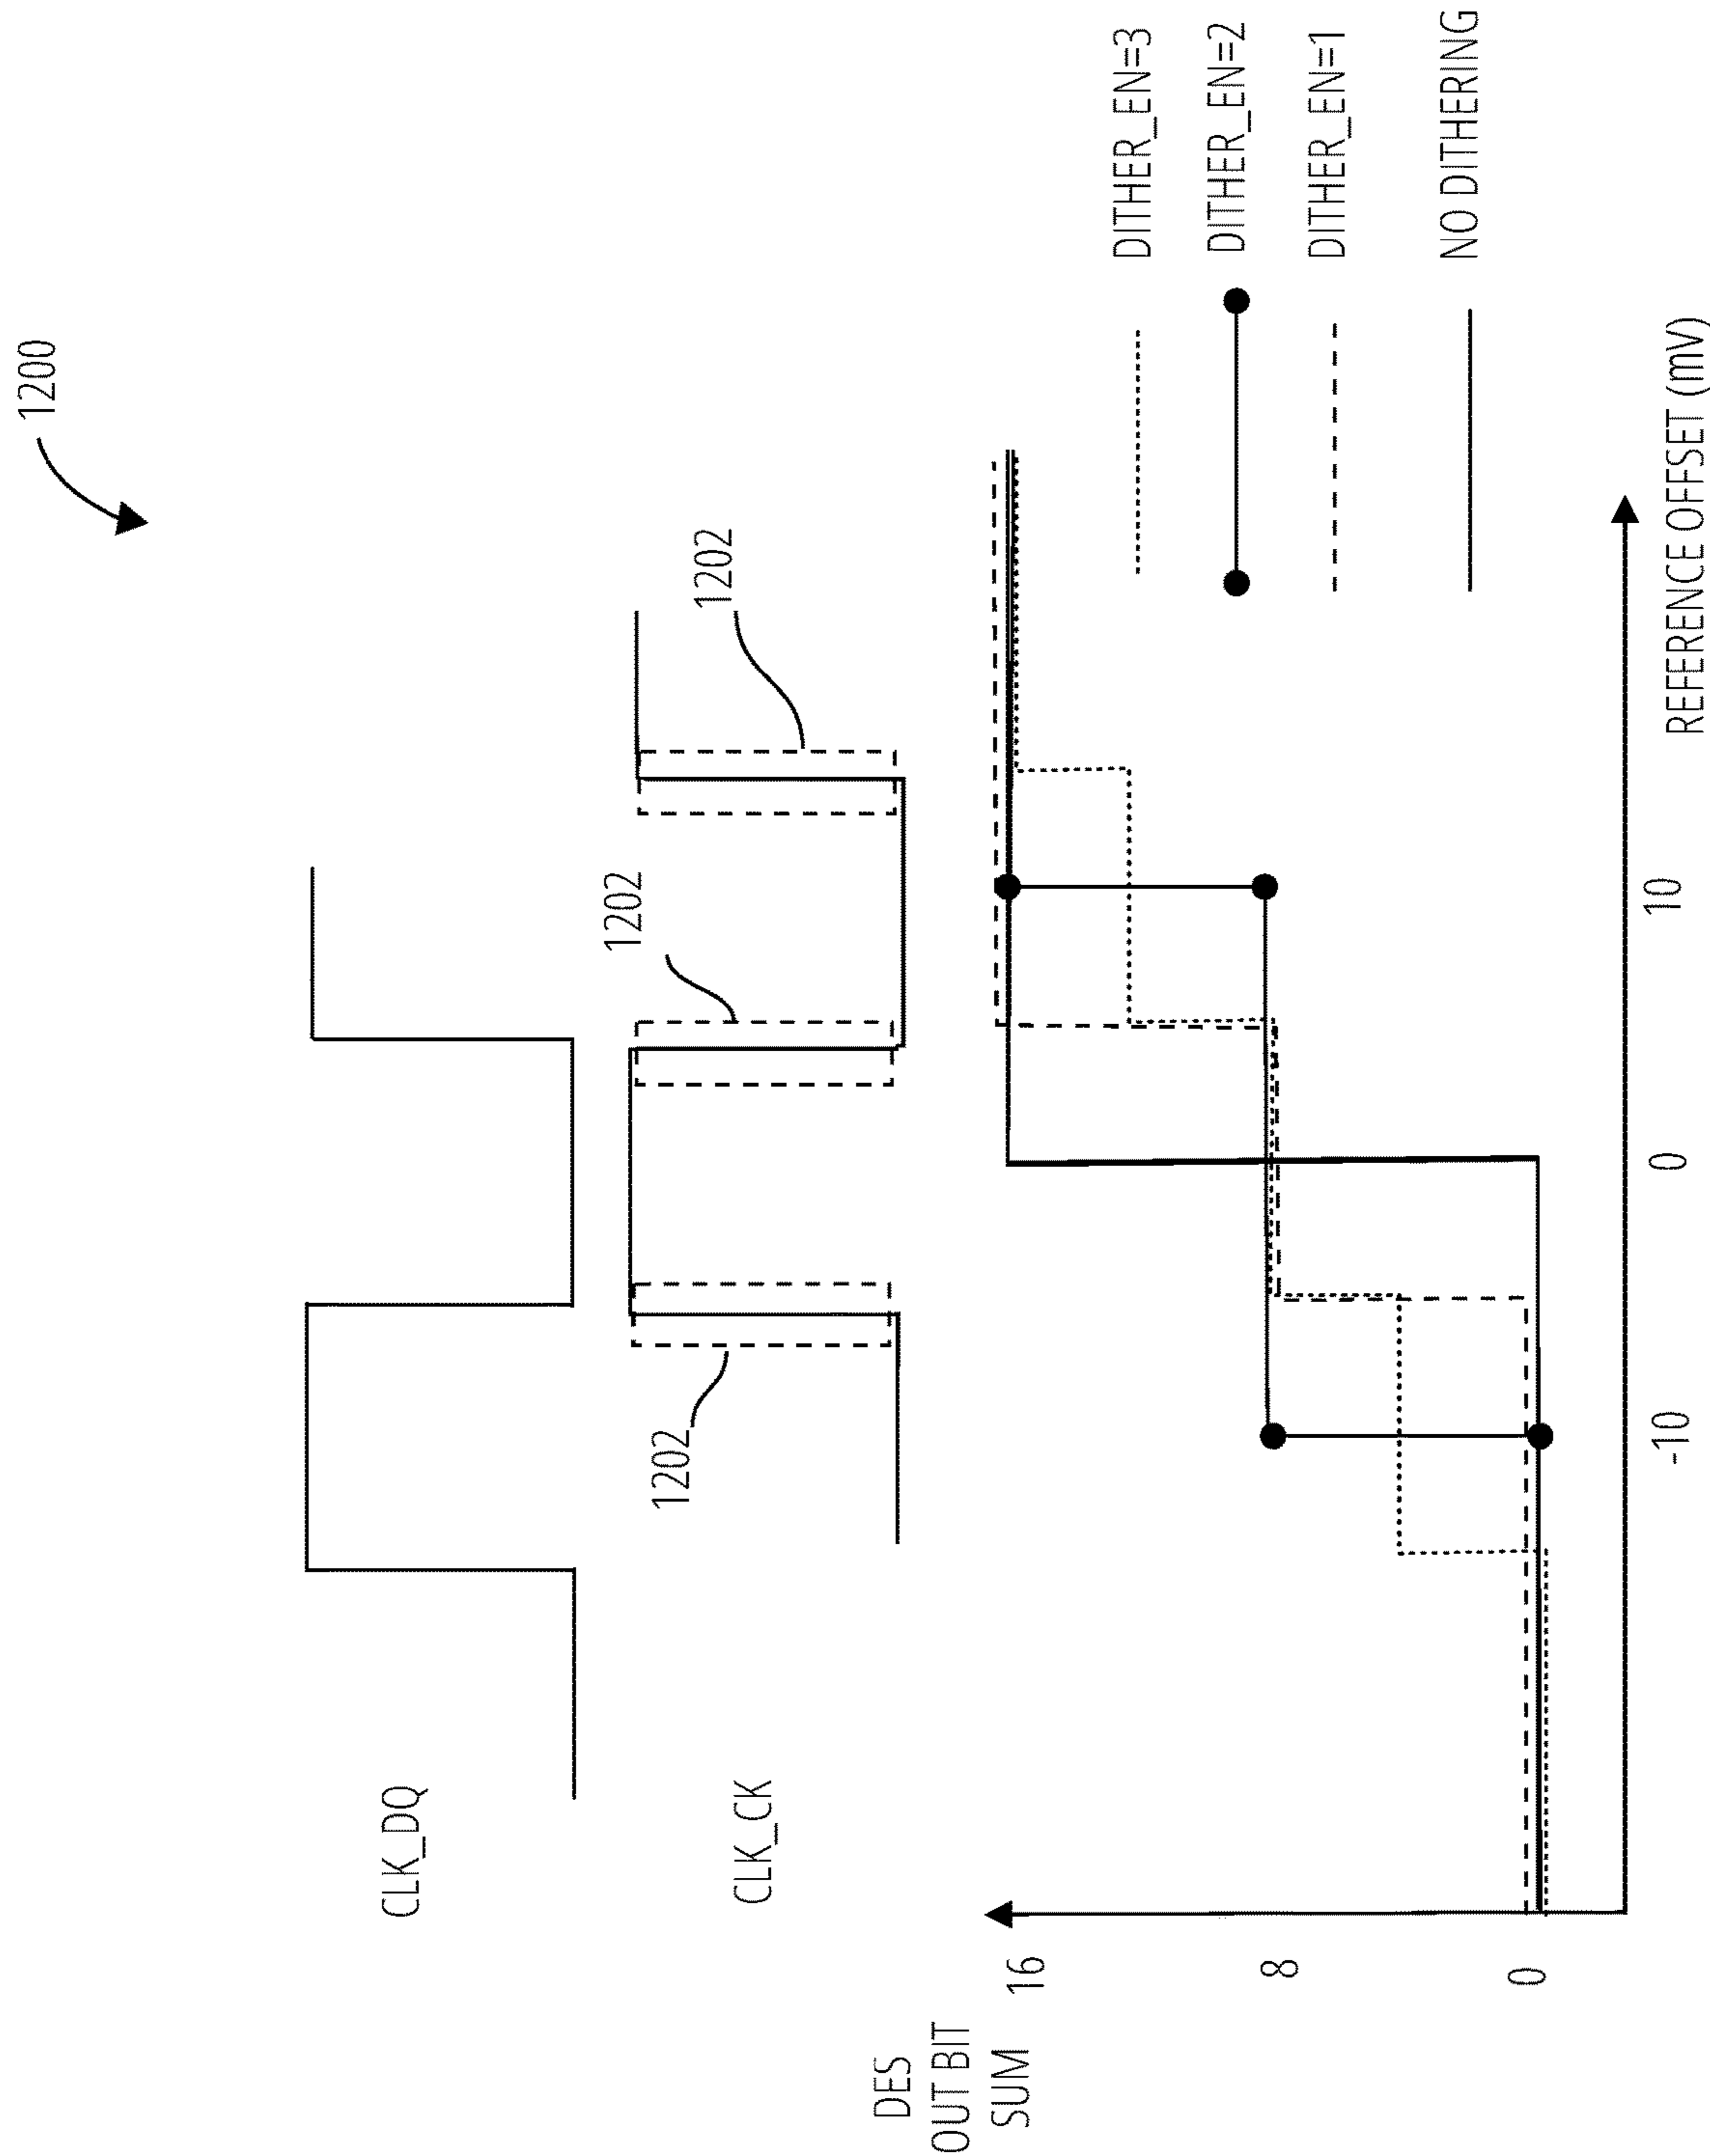 1200
CLK_DQ
CLK_CK
1202
1202
1202
DES
OUT BIT
SUM
16
8
0
-10
0
10
REFERENCE OFFSET (mV)
DITHER_EN=3
DITHER_EN=2
DITHER_EN=1
NO DITHERING